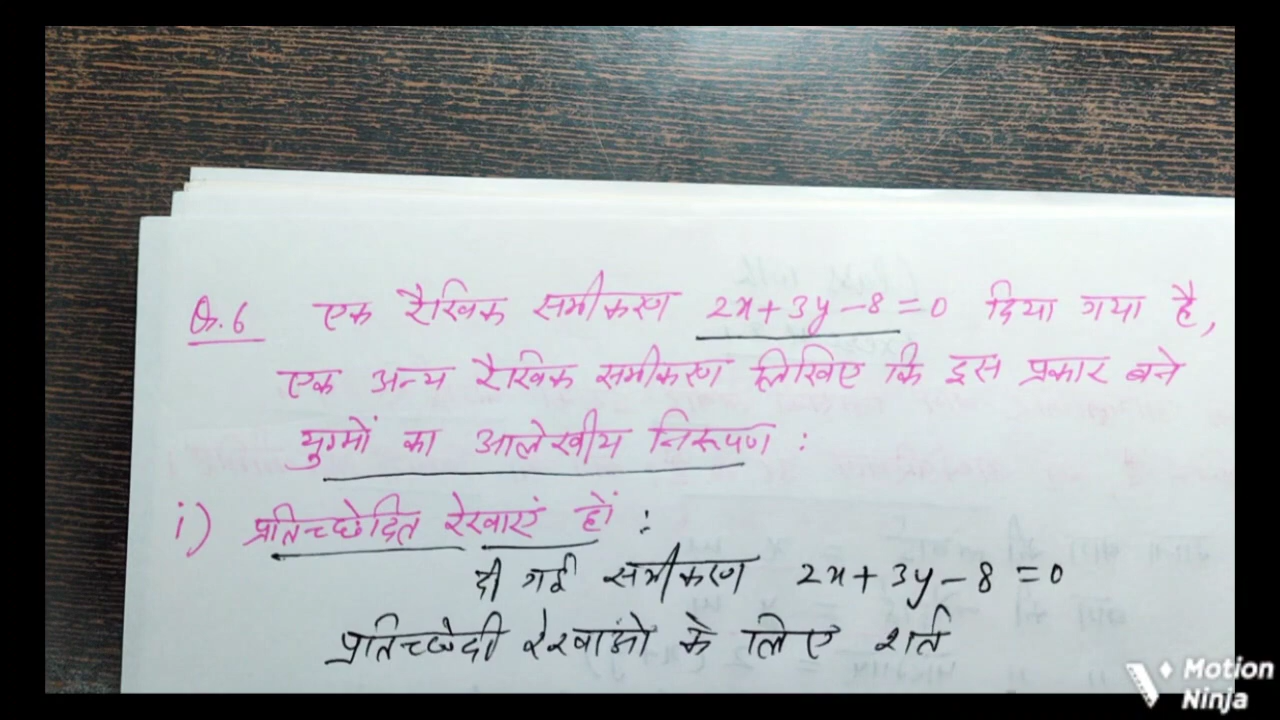 प्र.6 एक रैखिक समीकरण 2x+3y-8=0 दिया गया है,
एक अन्य रैखिक समीकरण लिखिए कि इस प्रकार बने
युग्मों का आलेखीय निरूपण :
i) प्रतिच्छेदित रेखाएं हों :
दी गई समीकरण 2x+3y-8=0
प्रतिच्छेदी रेखाओं के लिए शर्त
Motion
Ninja